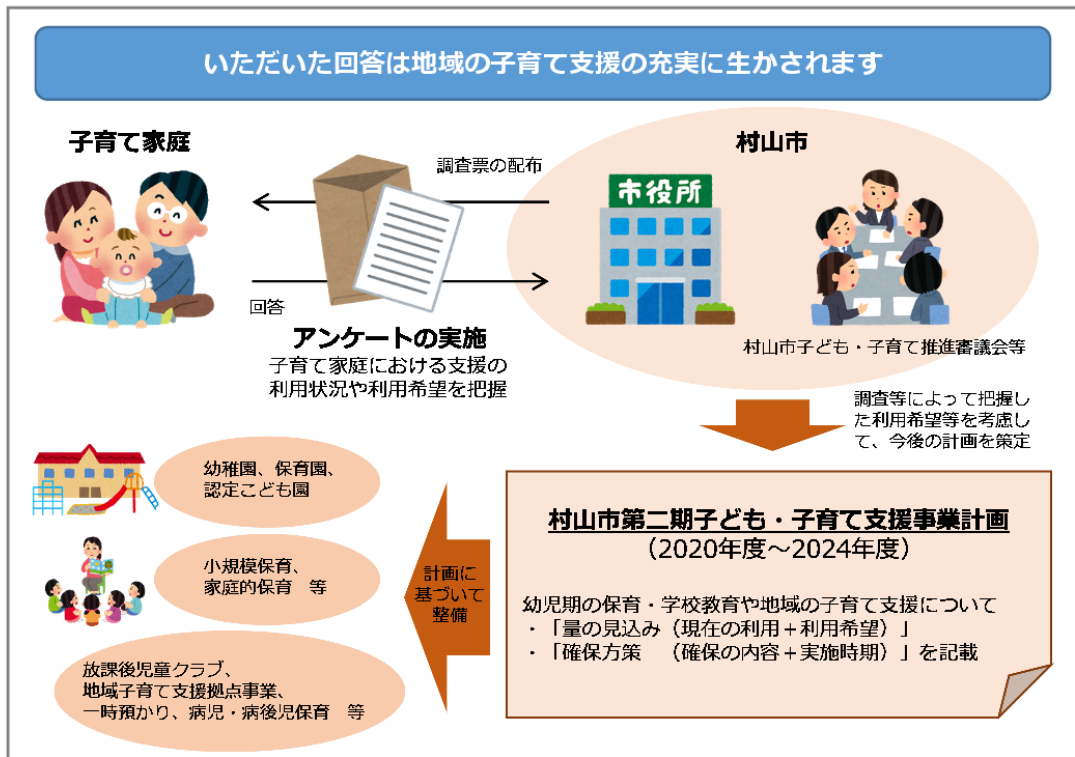 いただいた回答は地域の子育て支援の充実に生かされます
子育て家庭
調査票の配布
村山市
市役所
回答
アンケートの実施
子育て家庭における支援の
利用状況や利用希望を把握
村山市子ども・子育て推進審議会等
調査等によって把握し
た利用希望等を考慮し
て、今後の計画を策定
幼稚園、保育園、
認定こども園
小規模保育、
家庭的保育　等
放課後児童クラブ、
地域子育て支援拠点事業、
一時預かり、病児・病後児保育　等
計画に
基づいて
整備
村山市第二期子ども・子育て支援事業計画
（2020年度～2024年度）
幼児期の保育・学校教育や地域の子育て支援について
・「量の見込み（現在の利用＋利用希望）」
・「確保方策　（確保の内容＋実施時期）」を記載